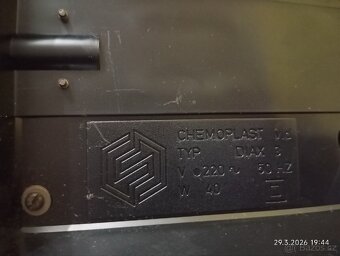 CHEMOPLAST
TYP DIAX
V 220 ~ 50 HZ
W 40
29.3.2026 19:44